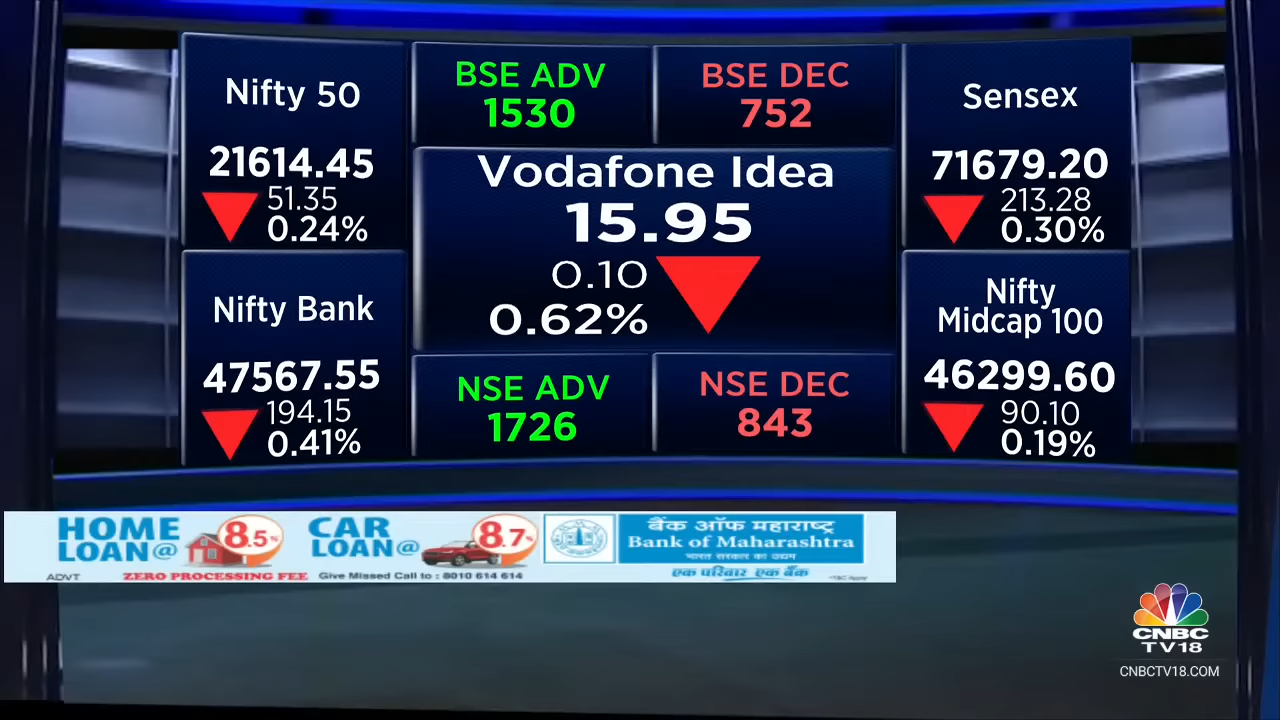 Nifty 50
21614.45
51.35
0.24%
BSE ADV
1530
BSE DEC
752
Sensex
71679.20
213.28
0.30%
Vodafone Idea
15.95
0.10
0.62%
Nifty Bank
47567.55
194.15
0.41%
NSE ADV
1726
NSE DEC
843
Nifty
Midcap 100
46299.60
90.10
0.19%
HOME
LOAN@
8.5%
CAR
LOAN@
8.7%
बैंक ऑफ महाराष्ट्र
Bank of Maharashtra
भारत सरकार का उद्यम
एक परिवार एक बैंक
ADVT
ZERO PROCESSING FEE
Give Missed Call to : 8010 614 614
*T&C Apply
CNBC
TV18
CNBCTV18.COM